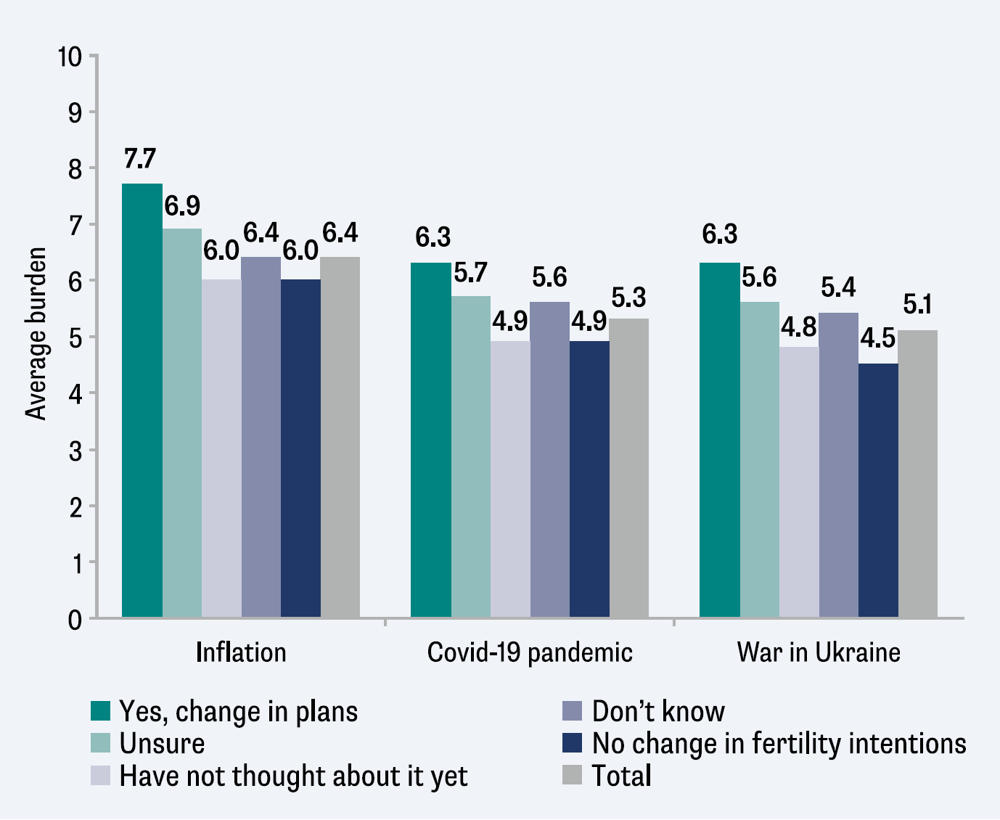 10
9
8
7
6
5
4
3
2
1
0
Average burden
7.7
6.9
6.0
6.4
6.0
6.4
6.3
5.7
4.9
5.6
4.9
5.3
6.3
5.6
4.8
5.4
4.5
5.1
Inflation
Covid-19 pandemic
War in Ukraine
Yes, change in plans
Unsure
Have not thought about it yet
Don’t know
No change in fertility intentions
Total